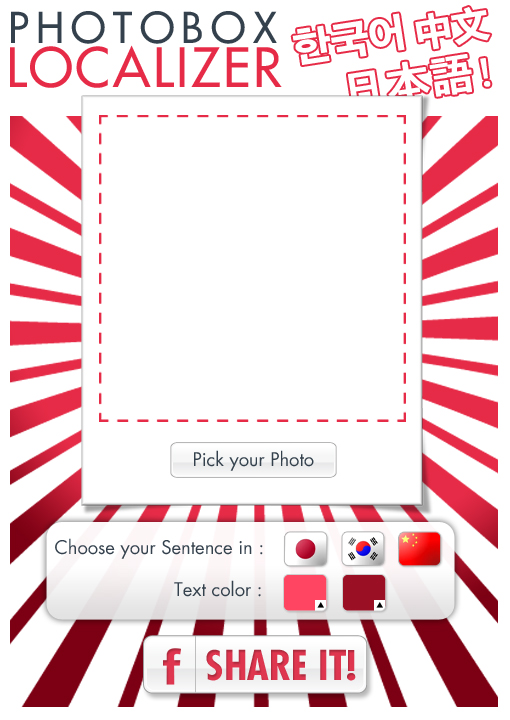 PHOTOBOX
LOCALIZER
한국어 中文
日本語!
Pick your Photo
Choose your Sentence in :
Text color :
f SHARE IT!